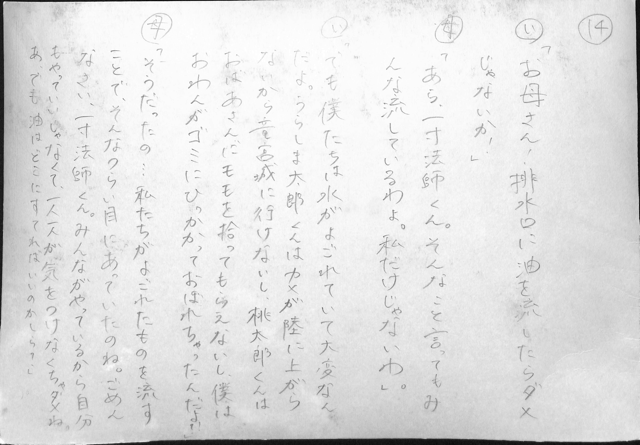 14
い「お母さん！排水口に油を流したらダメ
じゃないか！」
母「あら、一寸法師くん。そんなこと言ってもみ
んな流しているわよ。私だけじゃないわ」。
い「でも僕たちは水がよごれていて大変なん
だよ。うらしま太郎くんはカメが陸に上がら
ないから竜宮城に行けないし、桃太郎くんは
おばあさんにももを拾ってもらえないし、僕は
おわんがゴミにひっかかっておぼれちゃったんだよ」
母「そうだったの…私たちがよごれたものを流す
ことで、そんなつらい目にあっていたのね。ごめん
なさい、一寸法師くん。みんながやっているから自分
もやっていいじゃなくて、一人一人が気をつけなくちゃダメね。
あ、でも油はどこにすてればいいのかしら？」